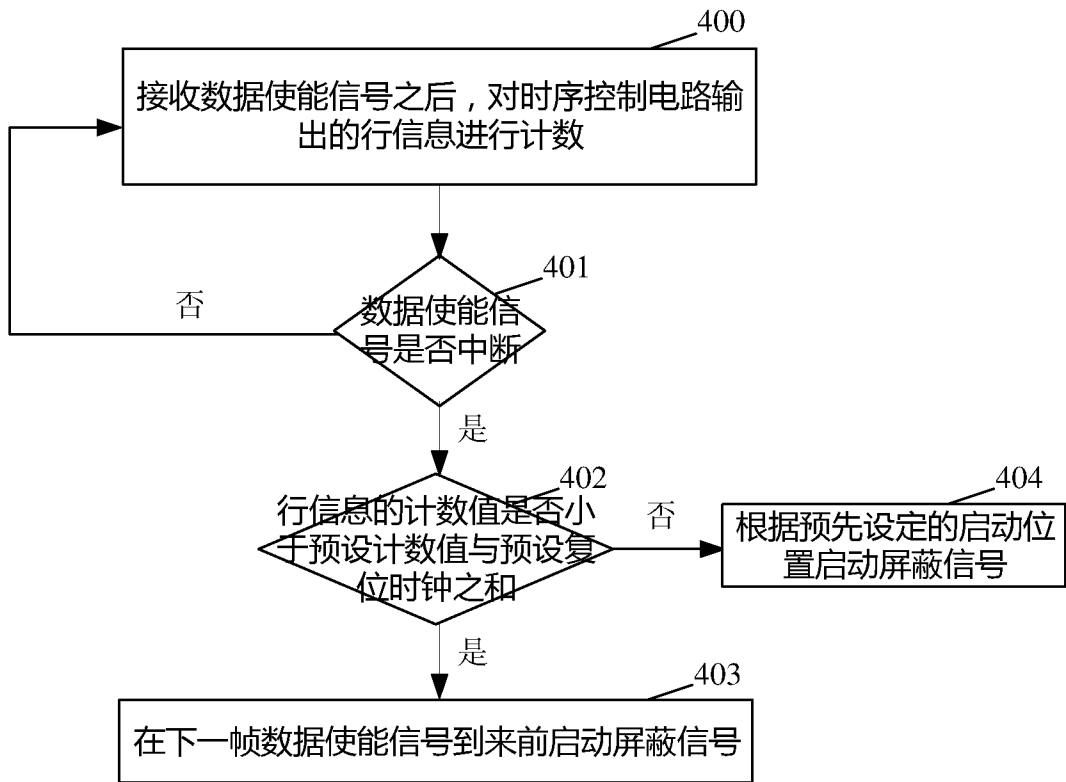 400
接收数据使能信号之后，对时序控制电路输
出的行信息进行计数
401
数据使能信
号是否中断
否
是
402
行信息的计数值是否小
于预设计数值与预设复
位时钟之和
否
404
根据预先设定的启动位
置启动屏蔽信号
是
403
在下一帧数据使能信号到来前启动屏蔽信号